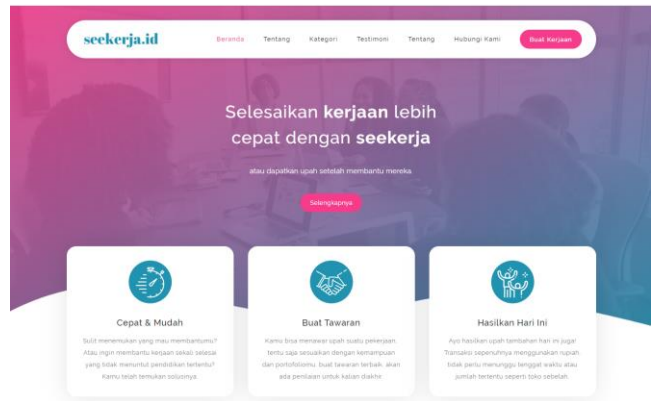 seekerja.id
Beranda Tentang Kategori Testimoni Tentang Hubungi Kami Buat Kerjaan
Selesaikan kerjaan lebih
cepat dengan seekerja
atau dapatkan upah setelah membantu mereka.
Selengkapnya
Cepat & Mudah
Sulit menemukan yang mau membantumu?
Atau ingin membantu kerjaan sekali selesai
yang tidak menuntut pendidikan tertentu?
Kamu telah temukan solusinya.
Buat Tawaran
Kamu bisa menawar upah suatu pekerjaan,
tentu saja sesuaikan dengan kemampuan
dan portofoliomu, buat tawaran terbaik, akan
ada penilaian untuk kalian diakhir.
Hasilkan Hari Ini
Ayo hasilkan upah tambahan hari ini juga!
Transaksi sepenuhnya menggunakan rupiah
tidak perlu menunggu tenggat waktu atau
jumlah tertentu seperti toko sebelah.